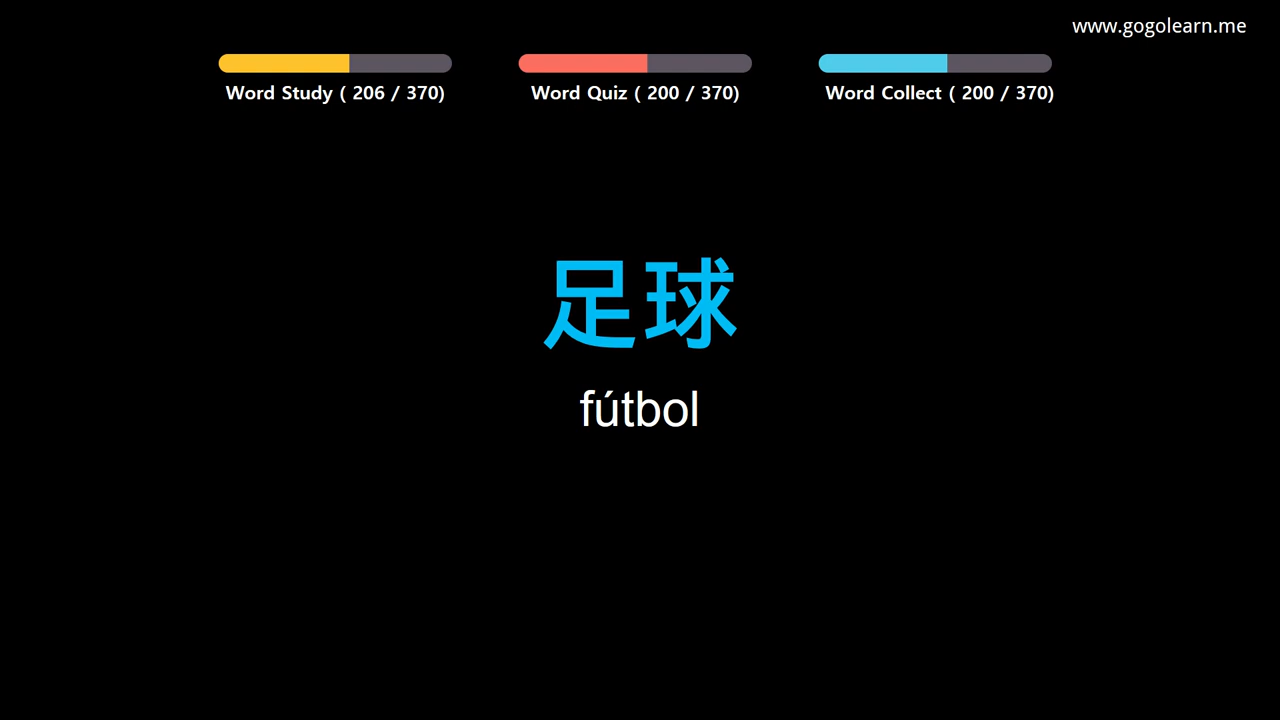 www.gogolearn.me
Word Study ( 206 / 370)
Word Quiz ( 200 / 370)
Word Collect ( 200 / 370)
足球
fútbol